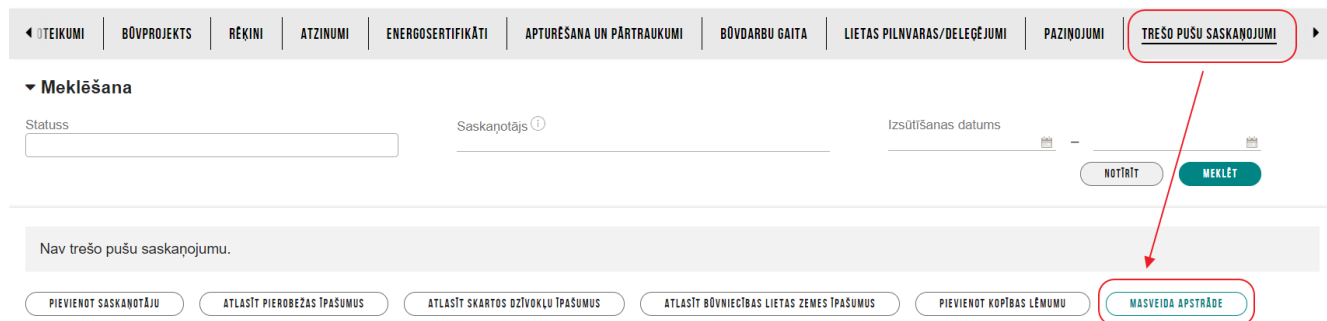 OTEIKUMI BŪVPROJEKTS RĒĶINI ATZINUMI ENERGOSERTIFIKĀTI APTURĒŠANA UN PĀRTRAUKUMI BŪVDARBU GAITA LIETAS PILNVARAS/DELEĢĒJUMI PAZIŅOJUMI TREŠO PUŠU SASKAŅOJUMI
Meklēšana
Statuss Saskaņotājs Izsūtīšanas datums
–
NOTĪRĪT MEKLĒT
Nav trešo pušu saskaņojumu.
PIEVIENOT SASKAŅOTĀJU ATLASĪT PIEROBEŽAS ĪPAŠUMUS ATLASĪT SKARTOS DZĪVOKĻU ĪPAŠUMUS ATLASĪT BŪVNIECĪBAS LIETAS ZEMES ĪPAŠUMUS PIEVIENOT KOPĪBAS LĒMUMU MASVEIDA APSTRĀDE